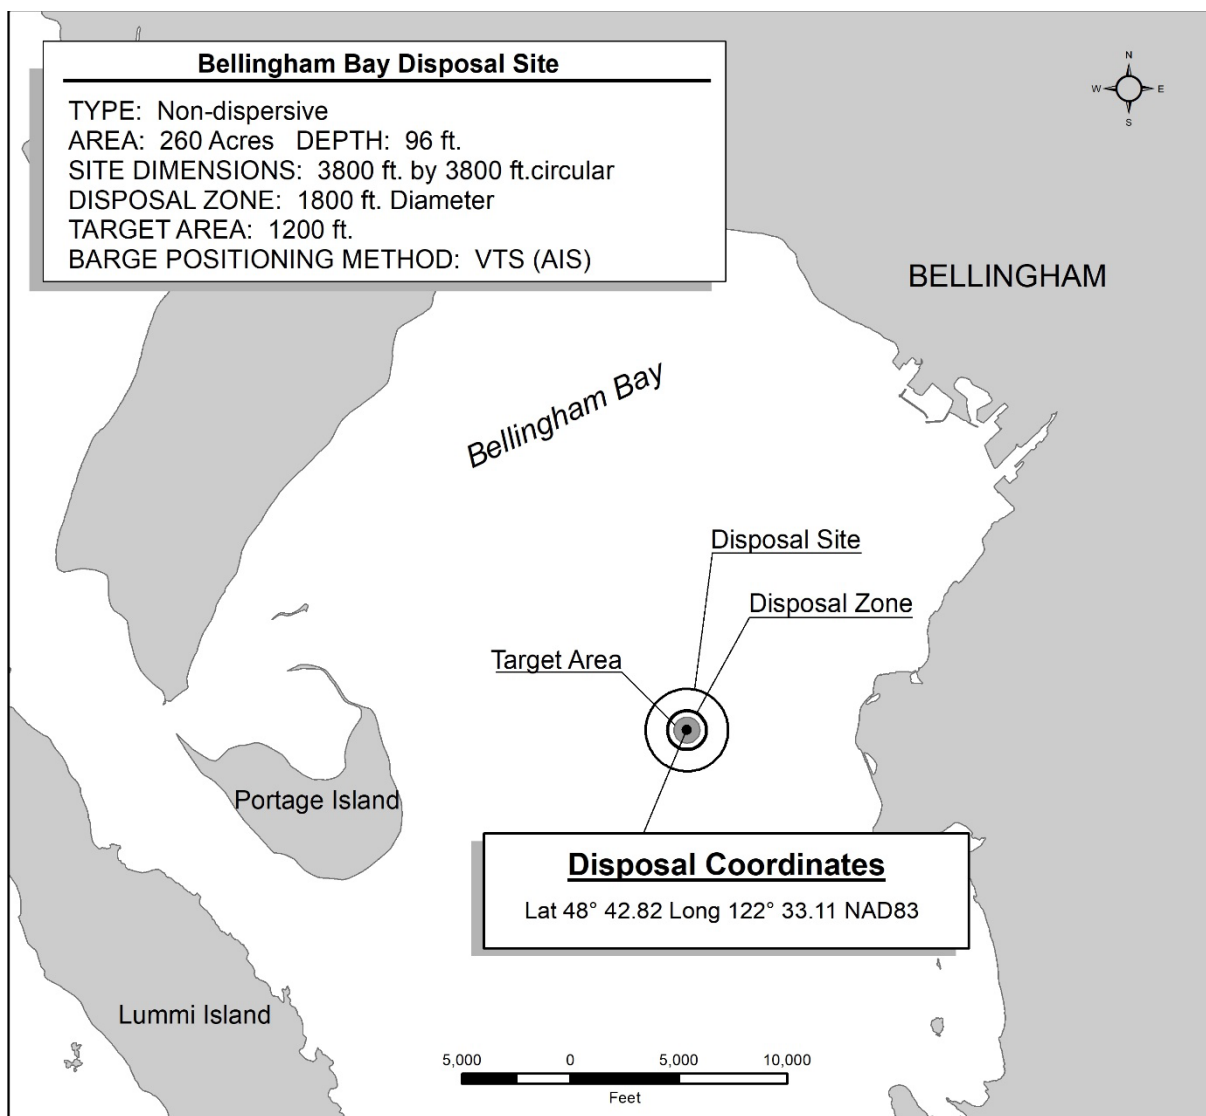 Bellingham Bay Disposal Site
TYPE: Non-dispersive
AREA: 260 Acres DEPTH: 96 ft.
SITE DIMENSIONS: 3800 ft. by 3800 ft.circular
DISPOSAL ZONE: 1800 ft. Diameter
TARGET AREA: 1200 ft.
BARGE POSITIONING METHOD: VTS (AIS)
N
W E
S
BELLINGHAM
Bellingham Bay
Disposal Site
Disposal Zone
Target Area
Portage Island
Disposal Coordinates
Lat 48° 42.82 Long 122° 33.11 NAD83
Lummi Island
5,000 0 5,000 10,000
Feet